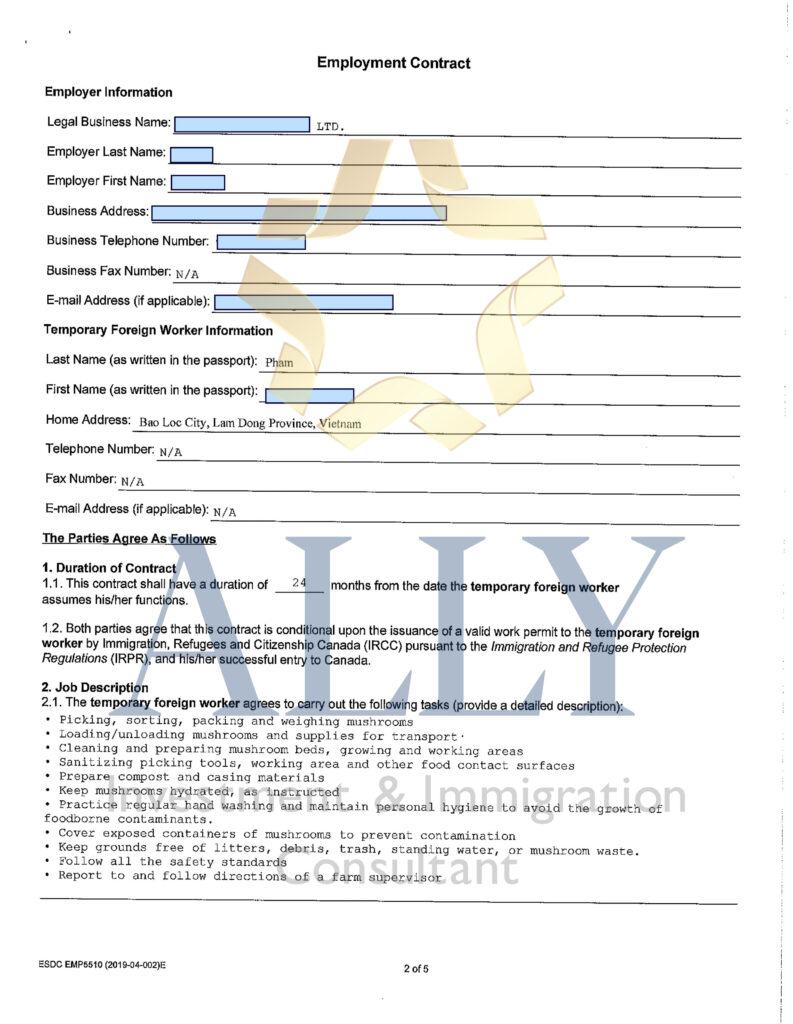 Employment Contract
Employer Information
Legal Business Name: LTD.
Employer Last Name:
Employer First Name:
Business Address:
Business Telephone Number:
Business Fax Number: N/A
E-mail Address (if applicable):
Temporary Foreign Worker Information
Last Name (as written in the passport): Pham
First Name (as written in the passport):
Home Address: Bao Loc City, Lam Dong Province, Vietnam
Telephone Number: N/A
Fax Number: N/A
E-mail Address (if applicable): N/A
The Parties Agree As Follows
1. Duration of Contract
1.1. This contract shall have a duration of 24 months from the date the temporary foreign worker
assumes his/her functions.
1.2. Both parties agree that this contract is conditional upon the issuance of a valid work permit to the temporary foreign
worker by Immigration, Refugees and Citizenship Canada (IRCC) pursuant to the Immigration and Refugee Protection
Regulations (IRPR), and his/her successful entry to Canada.
2. Job Description
2.1. The temporary foreign worker agrees to carry out the following tasks (provide a detailed description):
• Picking, sorting, packing and weighing mushrooms
• Loading/unloading mushrooms and supplies for transport
• Cleaning and preparing mushroom beds, growing and working areas
• Sanitizing picking tools, working area and other food contact surfaces
• Prepare compost and casing materials
• Keep mushrooms hydrated, as instructed
• Practice regular hand washing and maintain personal hygiene to avoid the growth of
foodborne contaminants.
• Cover exposed containers of mushrooms to prevent contamination
• Keep grounds free of litters, debris, trash, standing water, or mushroom waste.
• Follow all the safety standards
• Report to and follow directions of a farm supervisor
ALLY
Investment & Immigration
Consultant
ESDC EMP5510 (2019-04-002)E
2 of 5